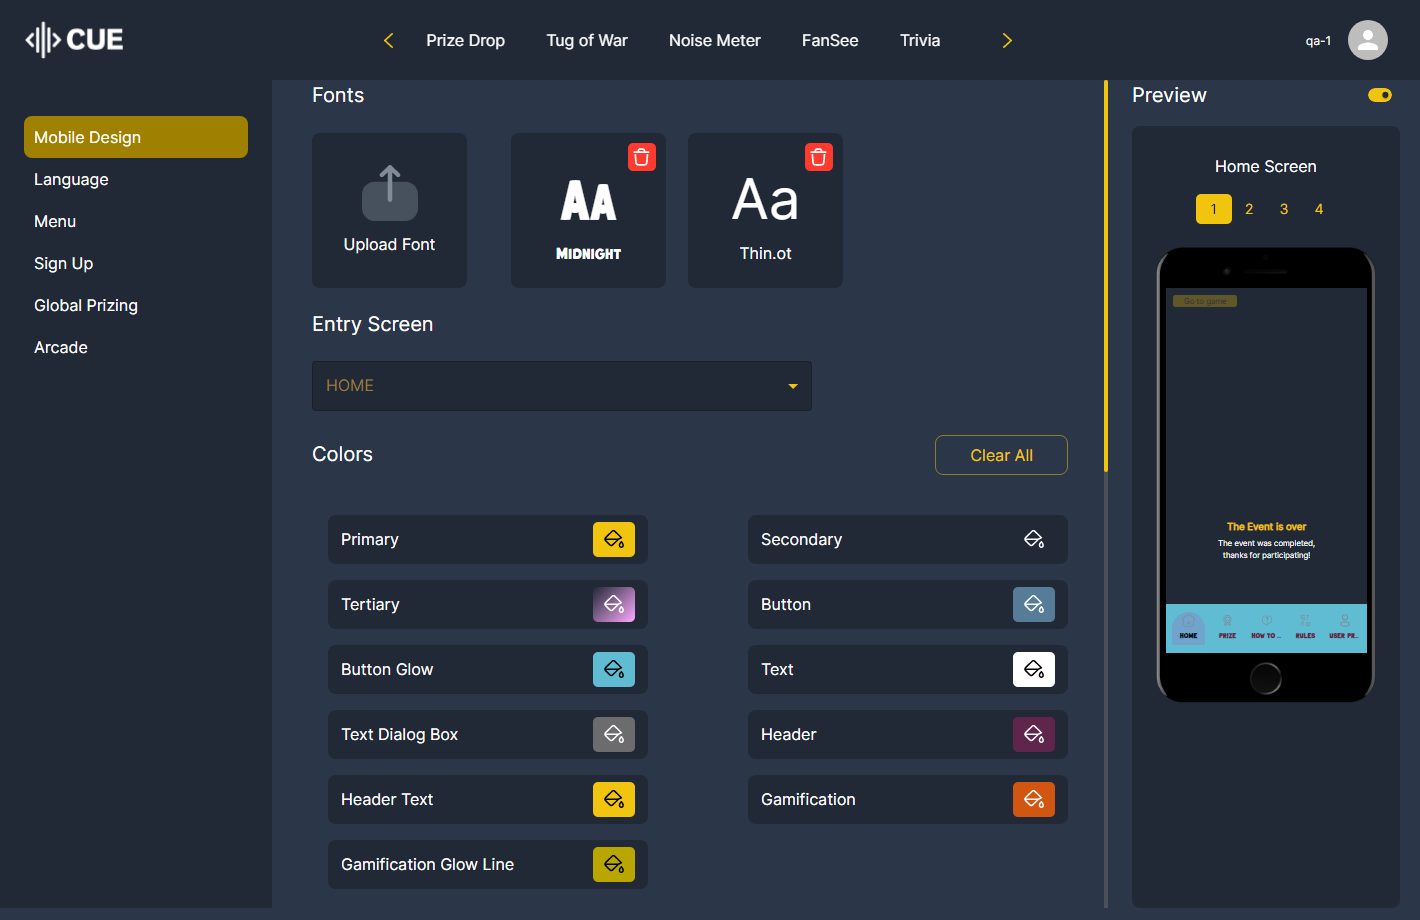 CUE
Prize Drop
Tug of War
Noise Meter
FanSee
Trivia
qa-1
Mobile Design
Language
Menu
Sign Up
Global Prizing
Arcade
Fonts
Upload Font
AA
MIDNIGHT
Aa
Thin.ot
Entry Screen
HOME
Colors
Clear All
Primary
Secondary
Tertiary
Button
Button Glow
Text
Text Dialog Box
Header
Header Text
Gamification
Gamification Glow Line
Preview
Home Screen
1 2 3 4
Go to game
The Event is over
The event was completed,
thanks for participating!
HOME PRIZE HOW TO ... RULES USER PR...